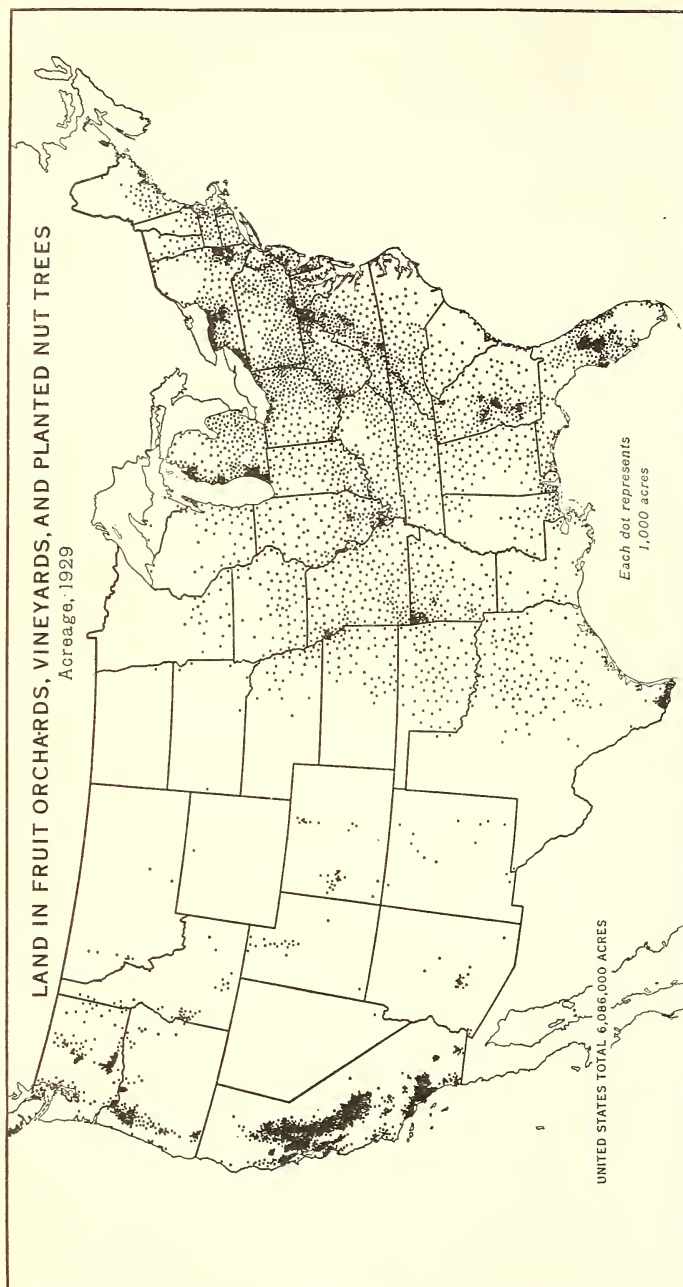 LAND IN FRUIT ORCHARDS, VINEYARDS, AND PLANTED NUT TREES
Acreage, 1929
Each dot represents
1,000 acres
UNITED STATES TOTAL 6,086,000 ACRES